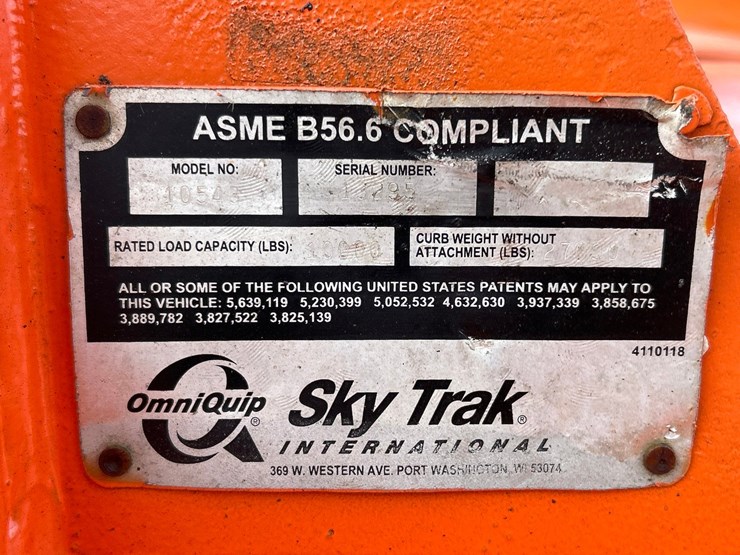 ASME B56.6 COMPLIANT
MODEL NO: SERIAL NUMBER:
1054
RATED LOAD CAPACITY (LBS):
CURB WEIGHT WITHOUT
ATTACHMENT (LBS):
ALL OR SOME OF THE FOLLOWING UNITED STATES PATENTS MAY APPLY TO
THIS VEHICLE: 5,639,119 5,230,399 5,052,532 4,632,630 3,937,339 3,858,675
3,889,782 3,827,522 3,825,139
4110118
OmniQuip ® Sky Trak ®
INTERNATIONAL
369 W. WESTERN AVE. PORT WASHINGTON, WI 53074